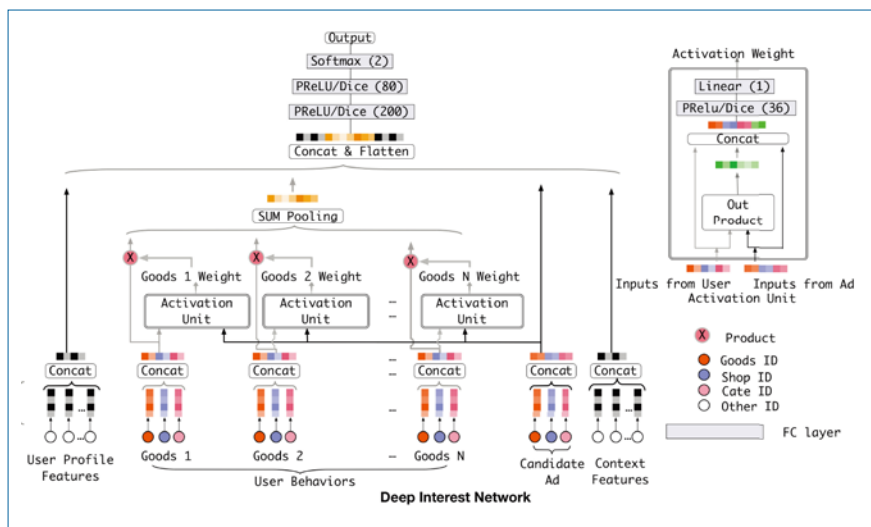 Output
Softmax (2)
PReLU/Dice (80)
PReLU/Dice (200)
Concat & Flatten
SUM Pooling
X
X
X
Goods 1 Weight
Goods 2 Weight
Goods N Weight
Activation
Unit
Activation
Unit
…
Activation
Unit
Concat
Concat
Concat
Concat
Concat
Concat
…
…
…
User Profile
Features
Goods 1
Goods 2
…
Goods N
User Behaviors
Candidate
Ad
Context
Features
Activation Weight
Linear (1)
PRelu/Dice (36)
Concat
Out
Product
Inputs from User
Inputs from Ad
Activation Unit
X Product
Goods ID
Shop ID
Cate ID
Other ID
FC layer
Deep Interest Network